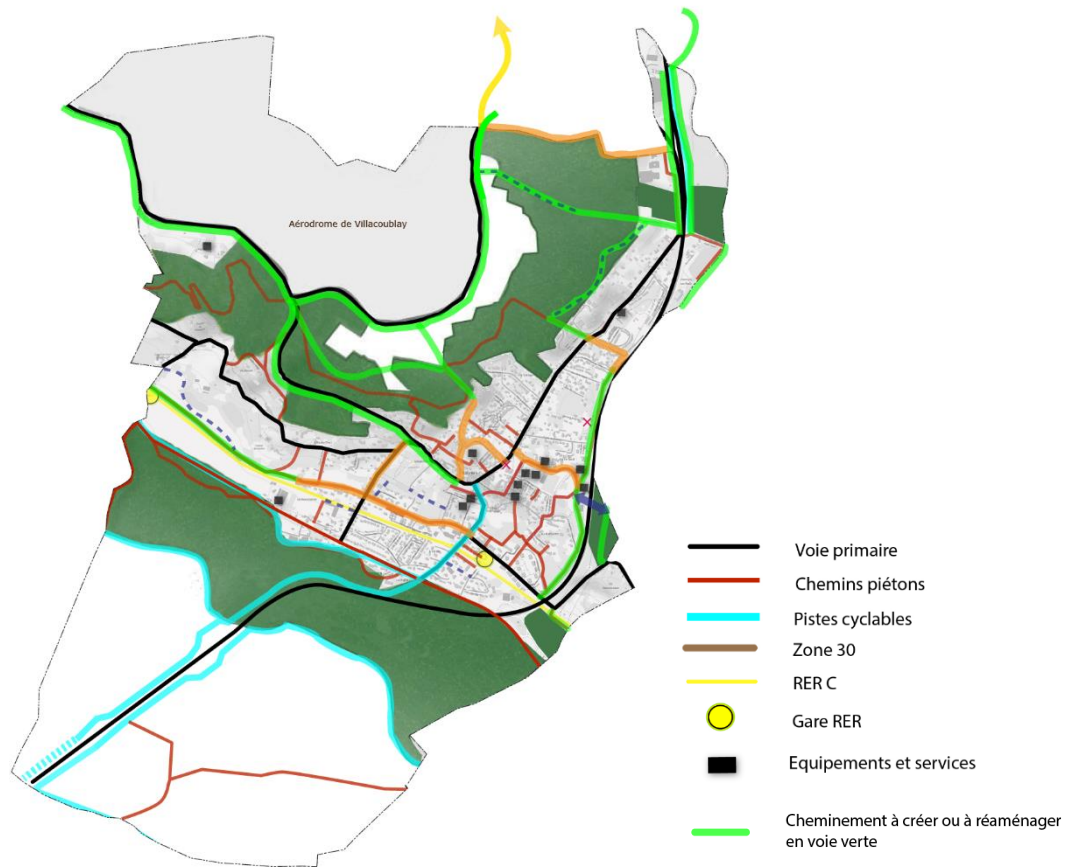 Aérodrome de Villacoublay
Voie primaire
Chemins piétons
Pistes cyclables
Zone 30
RER C
Gare RER
Equipements et services
Cheminement à créer ou à réaménager
en voie verte